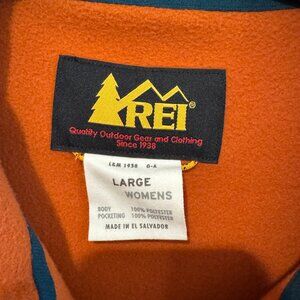 REI®
Quality Outdoor Gear and Clothing
Since 1938
L&M 1938 G-A
LARGE
WOMENS
BODY 100% POLYESTER
POCKETING 100% POLYESTER
MADE IN EL SALVADOR